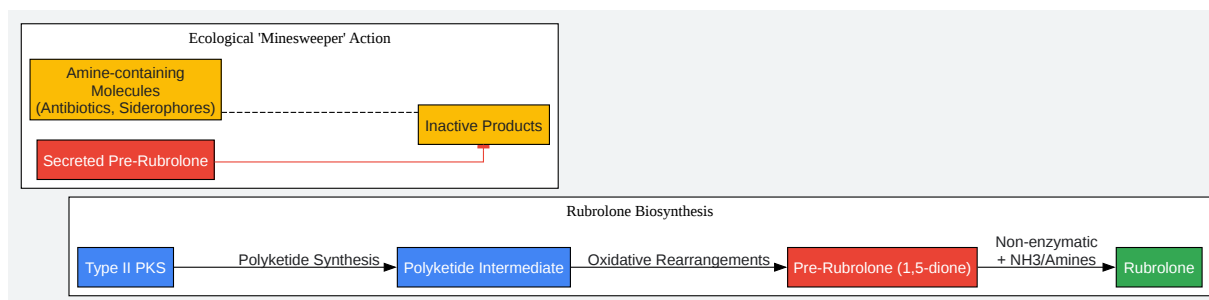 Ecological 'Minesweeper' Action
Amine-containing
Molecules
(Antibiotics, Siderophores)
Inactive Products
Secreted Pre-Rubrolone
Rubrolone Biosynthesis
Type II PKS
Polyketide Synthesis
Polyketide Intermediate
Oxidative Rearrangements
Pre-Rubrolone (1,5-dione)
Non-enzymatic
+ NH3/Amines
Rubrolone